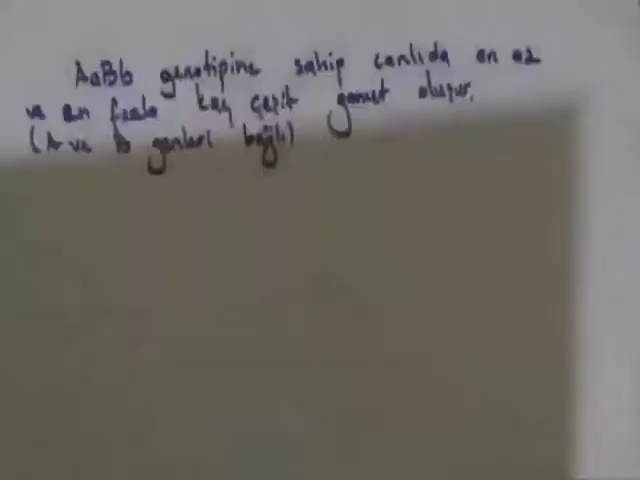 AaBb genotipine sahip canlıda en az
ve en fazla kaç çeşit gamet oluşur.
(A ve b genleri bağlı)